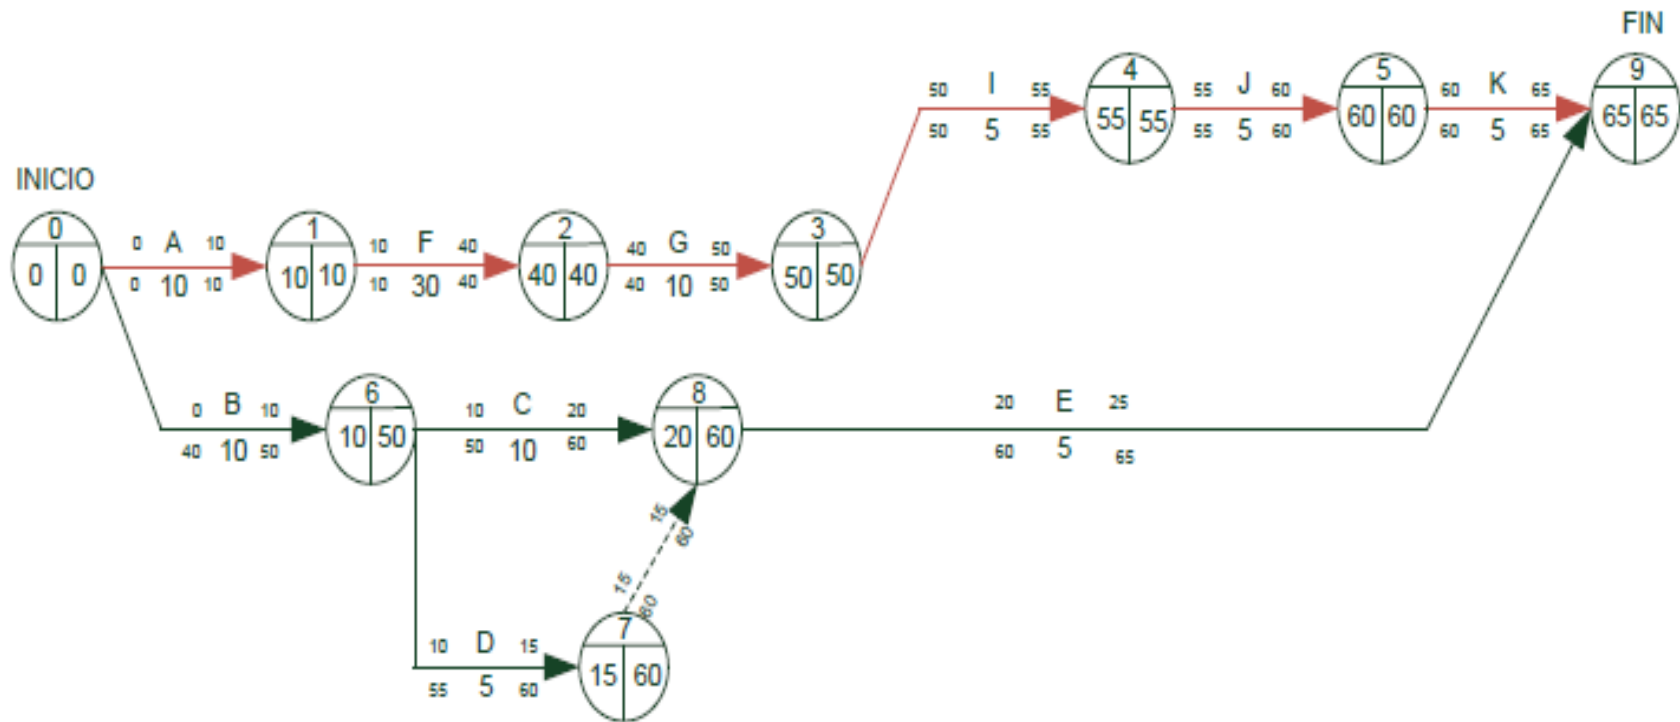 FIN
50 I 55
50 5 55
4
55 55
55 J 60
55 5 60
5
60 60
60 K 65
60 5 65
9
65 65
INICIO
0
0 0
0 A 10
0 10 10
1
10 10
10 F 40
10 30 40
2
40 40
40 G 50
40 10 50
3
50 50
0 B 10
40 10 50
6
10 50
10 C 20
50 10 60
8
20 60
20 E 25
60 5 65
15
60
15
60
10 D 15
55 5 60
7
15 60